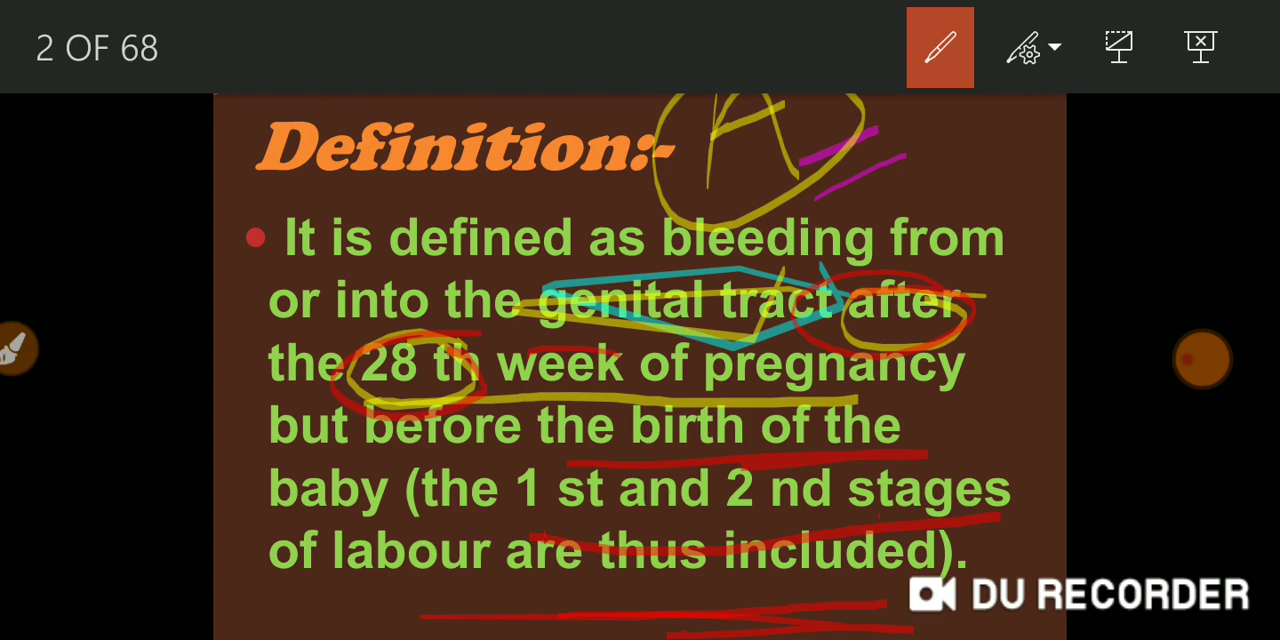 2 OF 68
Definition:-
A
It is defined as bleeding from
or into the genital tract after
the 28 th week of pregnancy
but before the birth of the
baby (the 1 st and 2 nd stages
of labour are thus included).
DU RECORDER